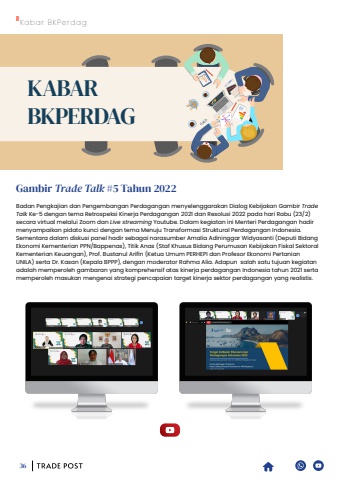 Kabar BKPerdag
KABAR
BKPERDAG
Gambir Trade Talk #5 Tahun 2022
Badan Pengkajian dan Pengembangan Perdagangan menyelenggarakan Dialog Kebijakan Gambir Trade
Talk Ke-5 dengan tema Retrospeksi Kinerja Perdagangan 2021 dan Resolusi 2022 pada hari Rabu (23/2)
secara virtual melalui Zoom dan Live streaming Youtube. Dalam kegiatan ini Menteri Perdagangan hadir
menyampaikan pidato kunci dengan tema Menuju Transformasi Struktural Perdagangan Indonesia.
Sementara dalam diskusi panel hadir sebagai narasumber Amalia Adininggar Widyasanti (Deputi Bidang
Ekonomi Kementerian PPN/Bappenas), Titik Anas (Staf Khusus Bidang Perumusan Kebijakan Fiskal Sektoral
Kementerian Keuangan), Prof. Bustanul Arifin (Ketua Umum PERHEPI dan Profesor Ekonomi Pertanian
UNILA) serta Dr. Kasan (Kepala BPPP), dengan moderator Rahma Alia. Adapun salah satu tujuan kegiatan
adalah memperoleh gambaran yang komprehensif atas kinerja perdagangan Indonesia tahun 2021 serta
memperoleh masukan mengenai strategi pencapaian target kinerja sektor perdagangan yang realistis.
36 TRADE POST